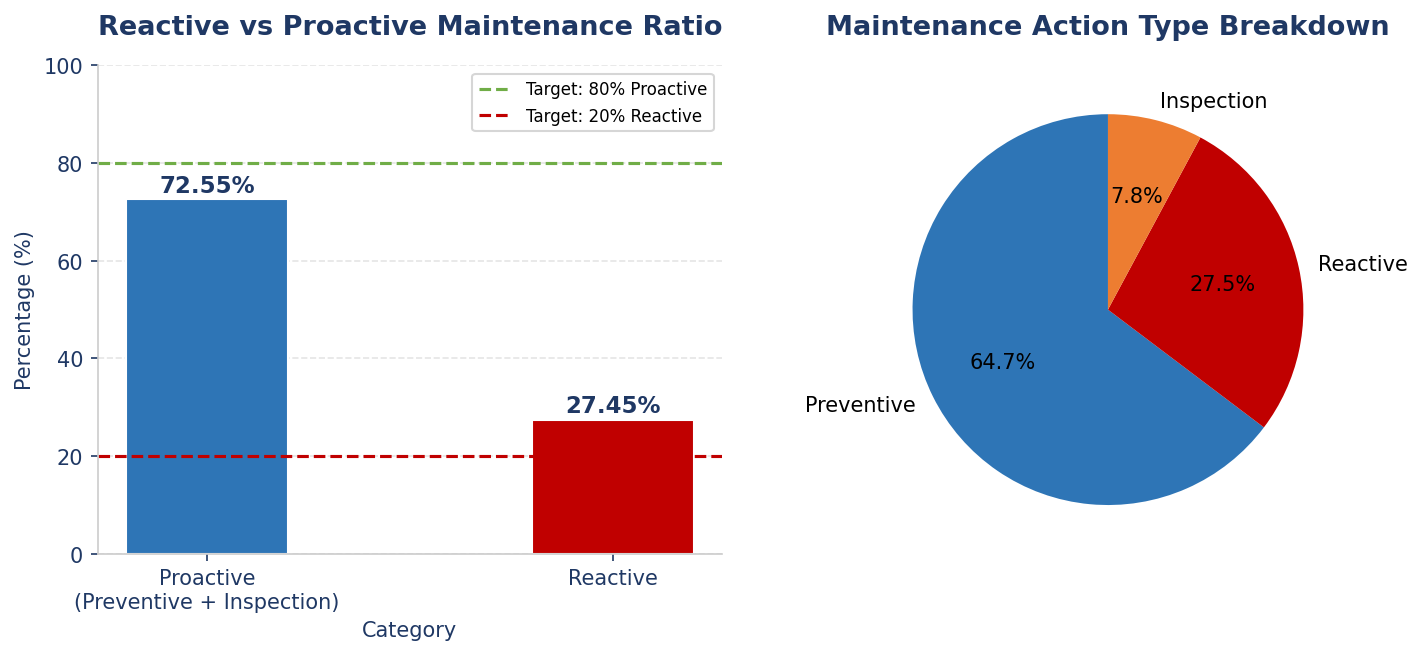 Reactive vs Proactive Maintenance Ratio
100
80
60
40
20
0
Percentage (%)
Target: 80% Proactive
Target: 20% Reactive
72.55%
27.45%
Proactive
(Preventive + Inspection)
Reactive
Category
Maintenance Action Type Breakdown
Inspection
7.8%
Reactive
27.5%
64.7%
Preventive